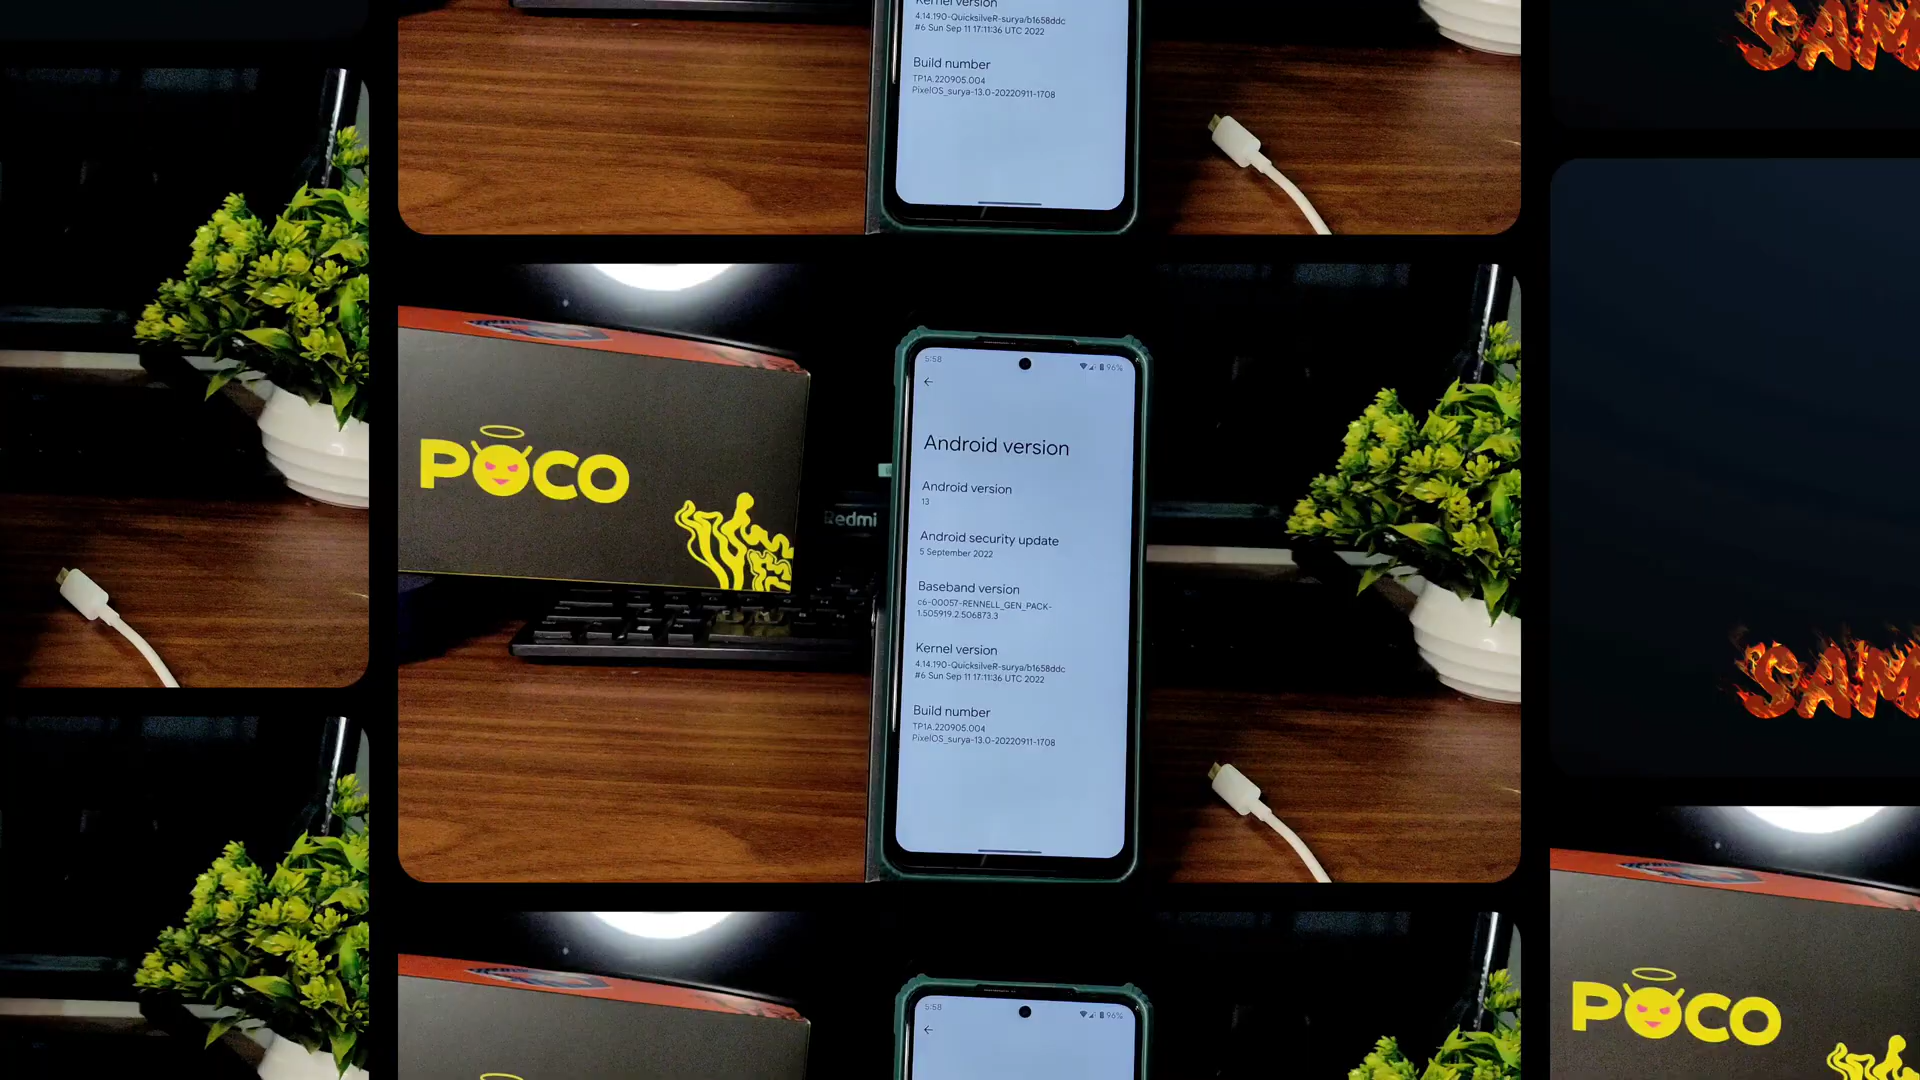 Kernel version
4.14.190-QuicksilveR-surya/b1658ddc
#6 Sun Sep 11 17:11:36 UTC 2022
Build number
TP1A.220905.004
PixelOS_surya-13.0-20220911-1708
SAM
POCO
Redmi
5:58
96%
Android version
Android version
13
Android security update
5 September 2022
Baseband version
c6-00057-RENNELL_GEN_PACK-
1.505919.2.506873.3
Kernel version
4.14.190-QuicksilveR-surya/b1658ddc
#6 Sun Sep 11 17:11:36 UTC 2022
Build number
TP1A.220905.004
PixelOS_surya-13.0-20220911-1708
SAM
5:58
96%
POCO